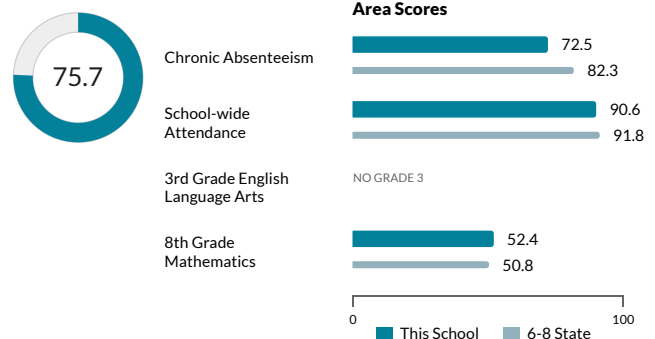 Area Scores
75.7
Chronic Absenteeism
72.5
82.3
School-wide
Attendance
90.6
91.8
3rd Grade English
Language Arts
NO GRADE 3
8th Grade
Mathematics
52.4
50.8
0
100
This School
6-8 State